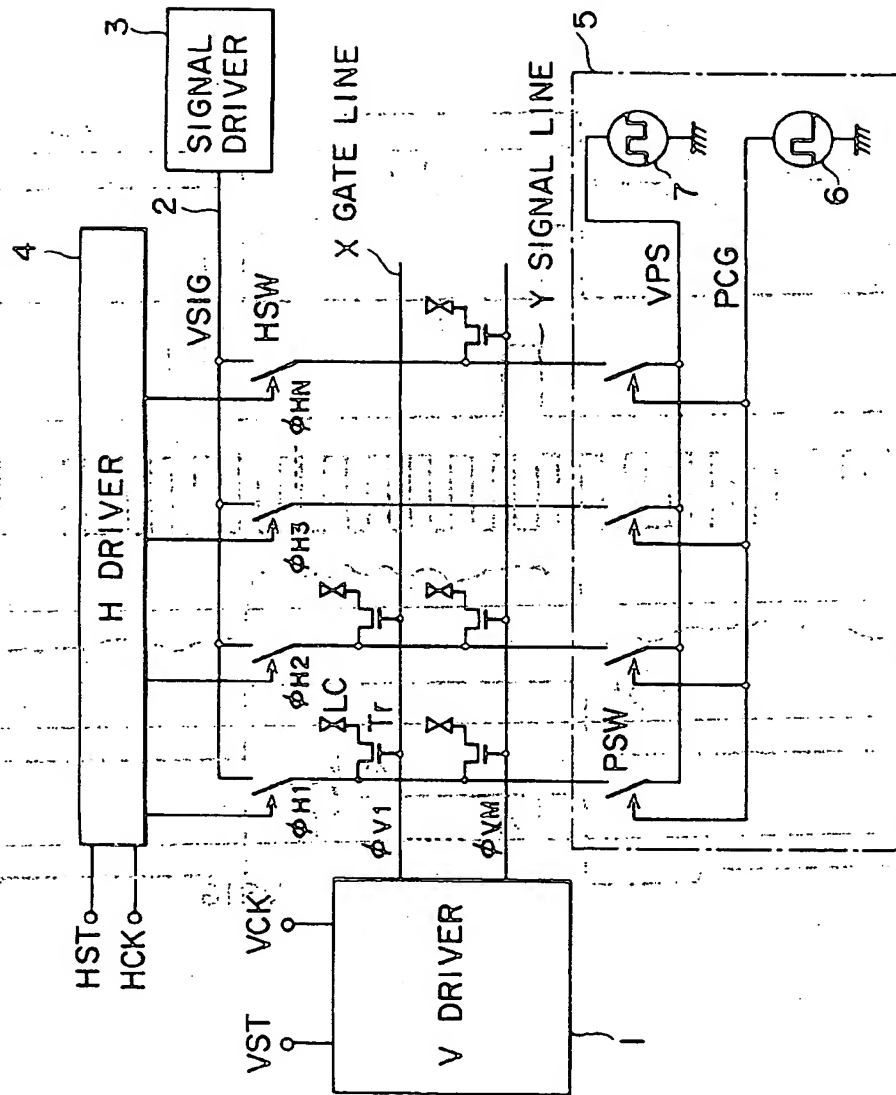 4
3
H DRIVER
SIGNAL
DRIVER
HST
HCK
VSIG
2
HSW
φH1
φH2
φH3
φHN
VST
VCK
LC
Tr
X GATE LINE
φV1
φVM
V DRIVER
1
Y SIGNAL LINE
PSW
VPS
PCG
5
7
6